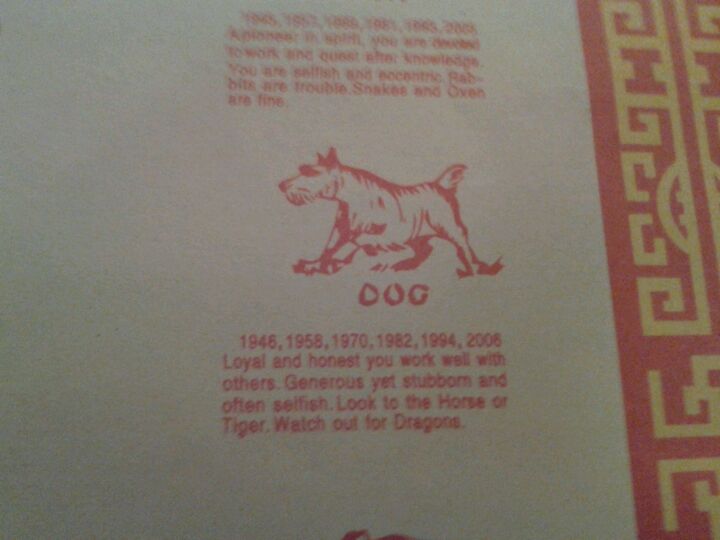 1945, 1957, 1969, 1981, 1993, 2005
A pioneer in spirit, you are devoted
to work and quest after knowledge.
You are selfish and eccentric. Rab-
bits are trouble. Snakes and Oxen
are fine.
DOG
1946, 1958, 1970, 1982, 1994, 2006
Loyal and honest you work well with
others. Generous yet stubborn and
often selfish. Look to the Horse or
Tiger. Watch out for Dragons.